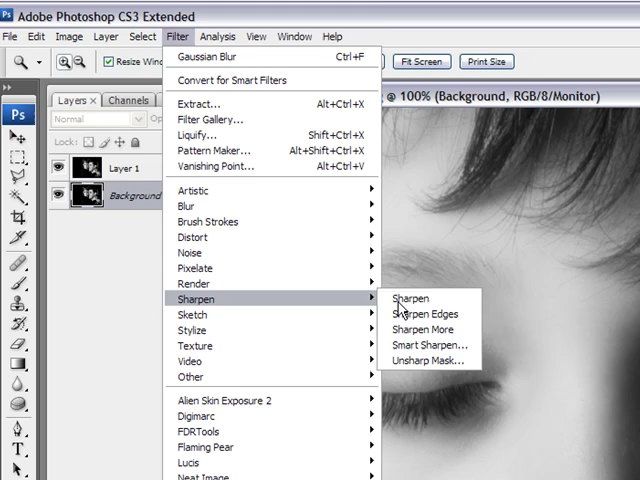 Ps Adobe Photoshop CS3 Extended
File Edit Image Layer Select Filter Analysis View Window Help
Resize Wind Fit Screen Print Size
Gaussian Blur Ctrl+F
Convert for Smart Filters
Extract... Alt+Ctrl+X
Filter Gallery...
Liquify... Shift+Ctrl+X
Pattern Maker... Alt+Shift+Ctrl+X
Vanishing Point... Alt+Ctrl+V
Artistic
Blur
Brush Strokes
Distort
Noise
Pixelate
Render
Sharpen
Sketch
Stylize
Texture
Video
Other
Alien Skin Exposure 2
Digimarc
FDRTools
Flaming Pear
Lucis
Neat Image
Sharpen
Sharpen Edges
Sharpen More
Smart Sharpen...
Unsharp Mask...
Layers x Channels
@ 100% (Background, RGB/8/Monitor)
Ps
Normal Op
Lock:
Layer 1
Background
T